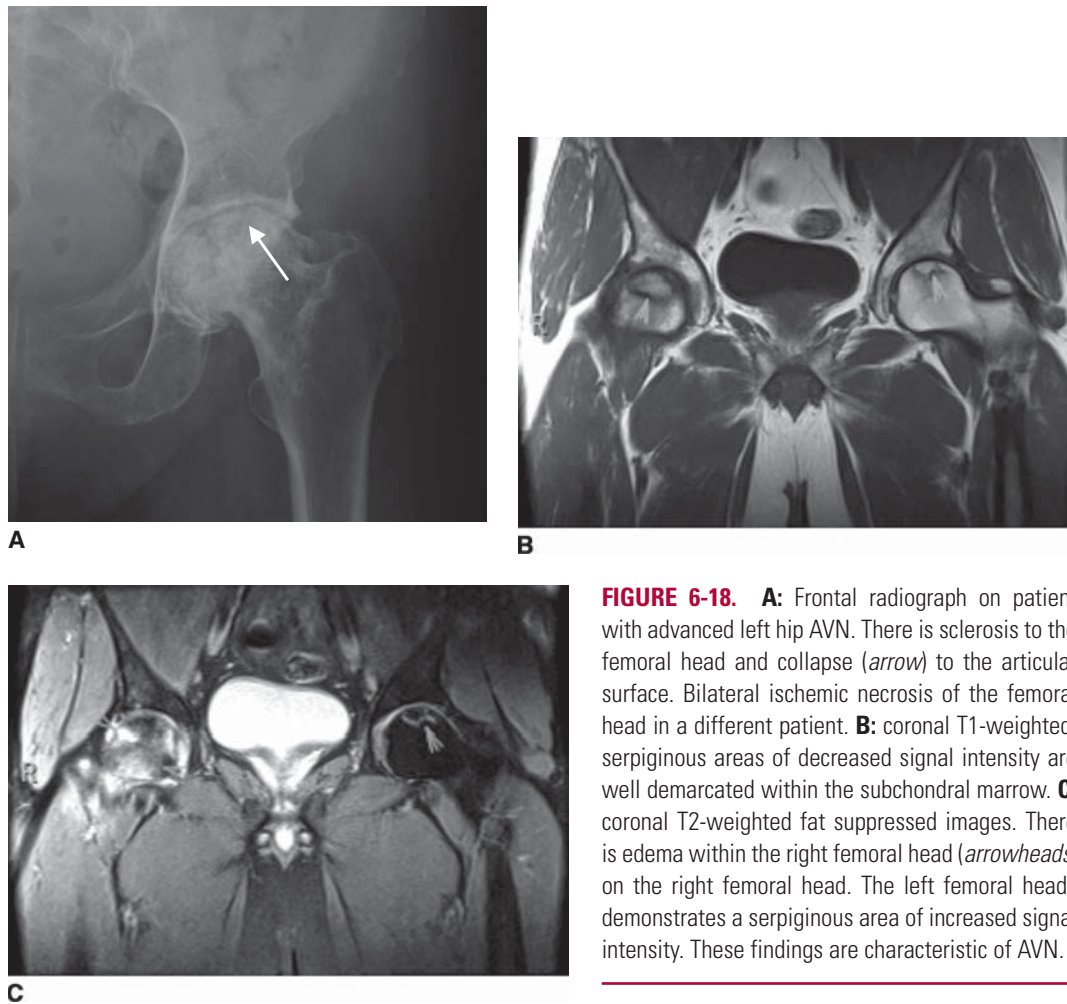 A
B
R
C
FIGURE 6-18. A: Frontal radiograph on patien
with advanced left hip AVN. There is sclerosis to the
femoral head and collapse (arrow) to the articula
surface. Bilateral ischemic necrosis of the femora
head in a different patient. B: coronal T1-weighted
serpiginous areas of decreased signal intensity are
well demarcated within the subchondral marrow. C
coronal T2-weighted fat suppressed images. There
is edema within the right femoral head (arrowheads
on the right femoral head. The left femoral head
demonstrates a serpiginous area of increased signa
intensity. These findings are characteristic of AVN.